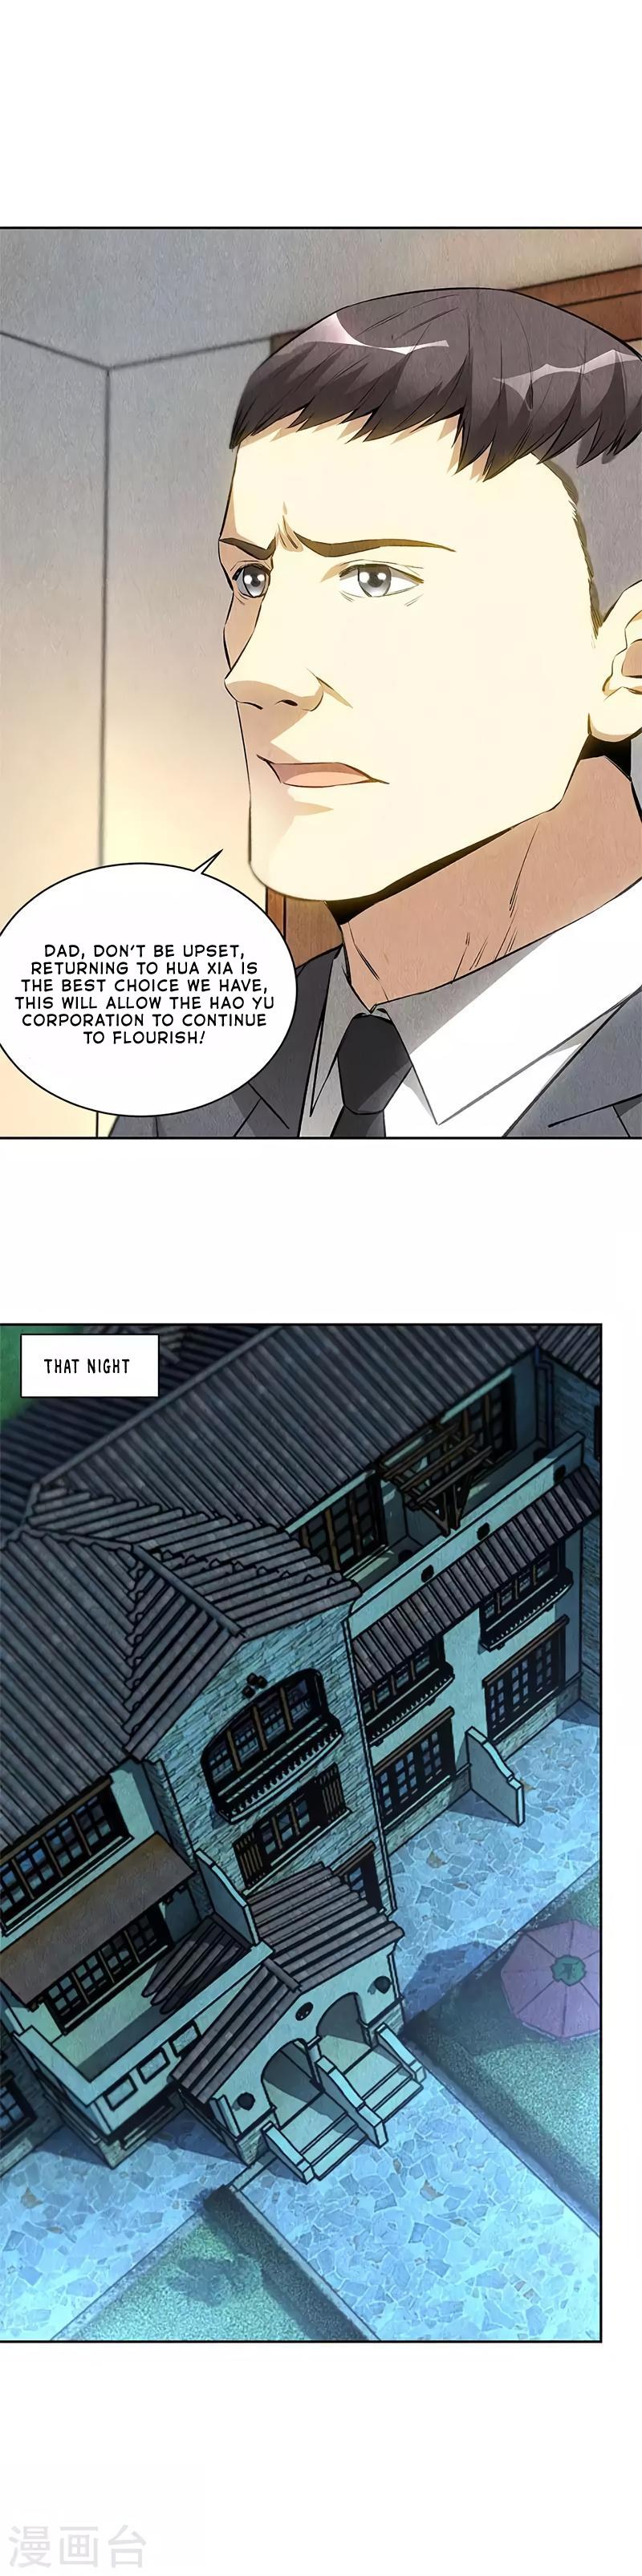 DAD, DON'T BE UPSET,
RETURNING TO HUA XIA IS
THE BEST CHOICE WE HAVE,
THIS WILL ALLOW THE HAO YU
CORPORATION TO CONTINUE
TO FLOURISH!
THAT NIGHT
漫画台